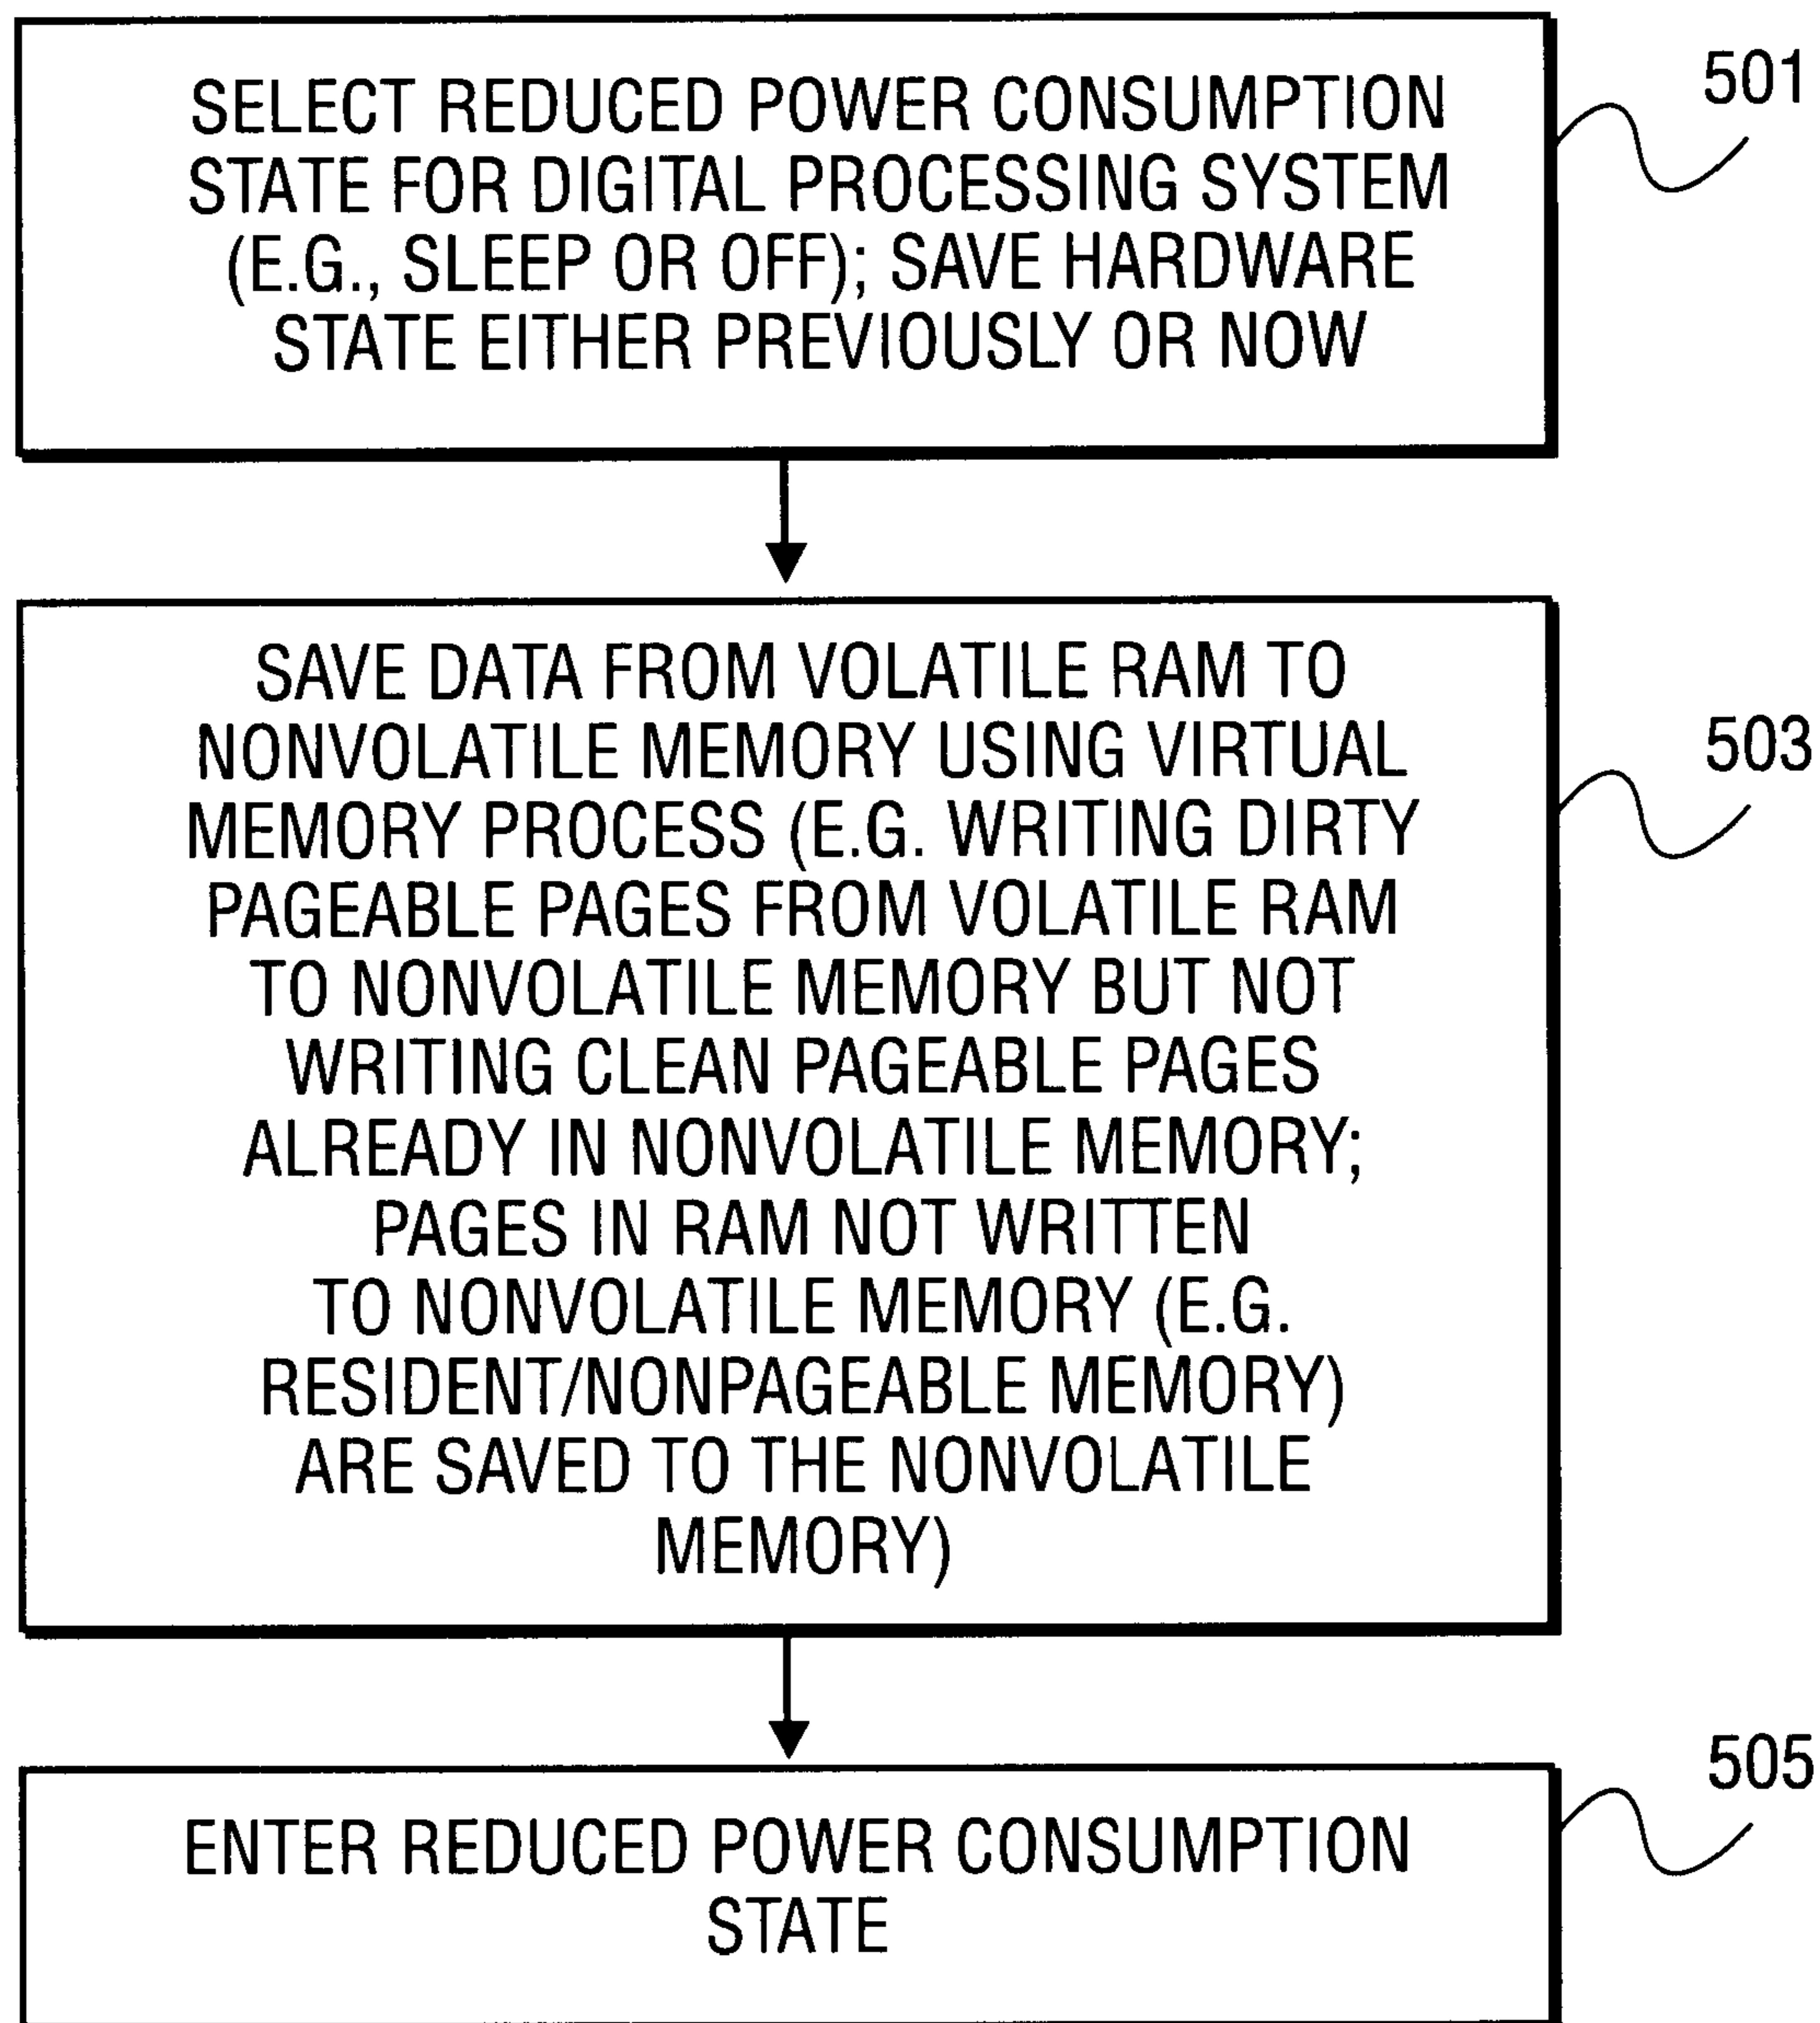 SELECT REDUCED POWER CONSUMPTION
STATE FOR DIGITAL PROCESSING SYSTEM
(E.G., SLEEP OR OFF); SAVE HARDWARE
STATE EITHER PREVIOUSLY OR NOW
501
SAVE DATA FROM VOLATILE RAM TO
NONVOLATILE MEMORY USING VIRTUAL
MEMORY PROCESS (E.G. WRITING DIRTY
PAGEABLE PAGES FROM VOLATILE RAM
TO NONVOLATILE MEMORY BUT NOT
WRITING CLEAN PAGEABLE PAGES
ALREADY IN NONVOLATILE MEMORY;
PAGES IN RAM NOT WRITTEN
TO NONVOLATILE MEMORY (E.G.
RESIDENT/NONPAGEABLE MEMORY)
ARE SAVED TO THE NONVOLATILE
MEMORY)
503
ENTER REDUCED POWER CONSUMPTION
STATE
505